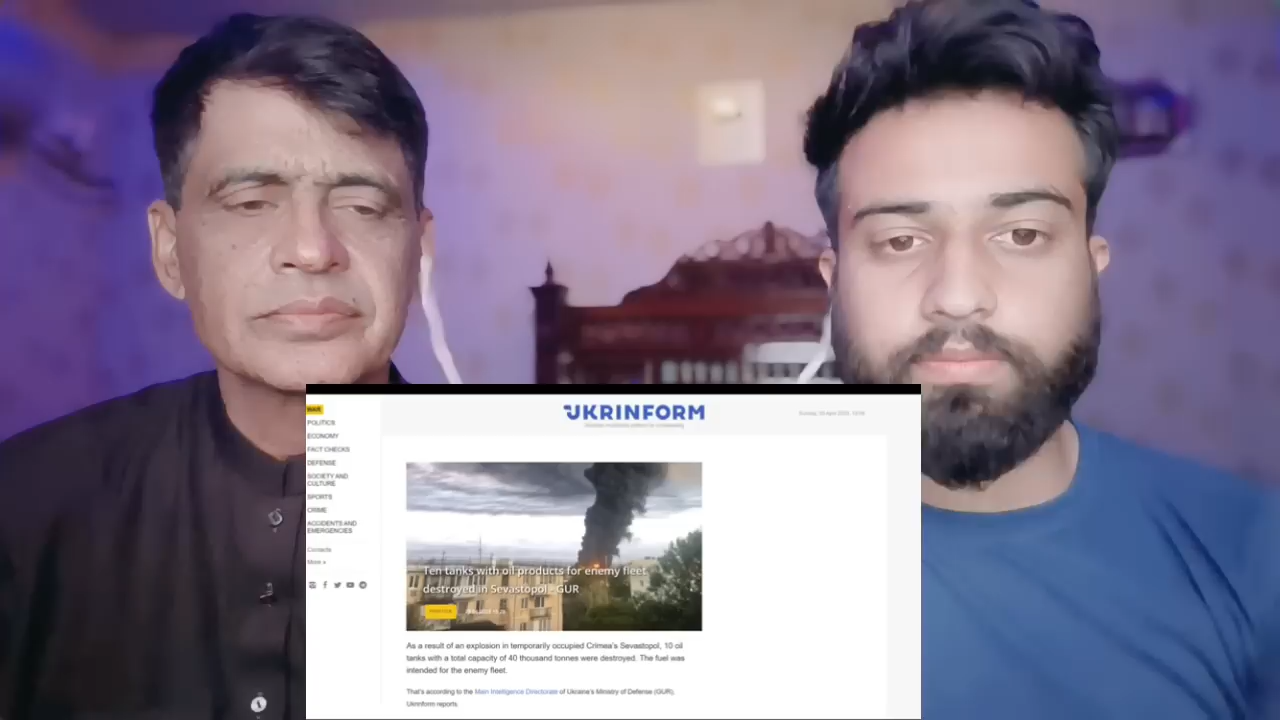 WAR
POLITICS
ECONOMY
FACT CHECKS
DEFENSE
SOCIETY AND
CULTURE
SPORTS
CRIME
ACCIDENTS AND
EMERGENCIES
Contacts
More »
UKRINFORM
Ten tanks with oil products for enemy fleet
destroyed in Sevastopol - GUR
As a result of an explosion in temporarily occupied Crimea's Sevastopol, 10 oil
tanks with a total capacity of 40 thousand tonnes were destroyed. The fuel was
intended for the enemy fleet.
That's according to the Main Intelligence Directorate of Ukraine's Ministry of Defense (GUR),
Ukrinform reports.